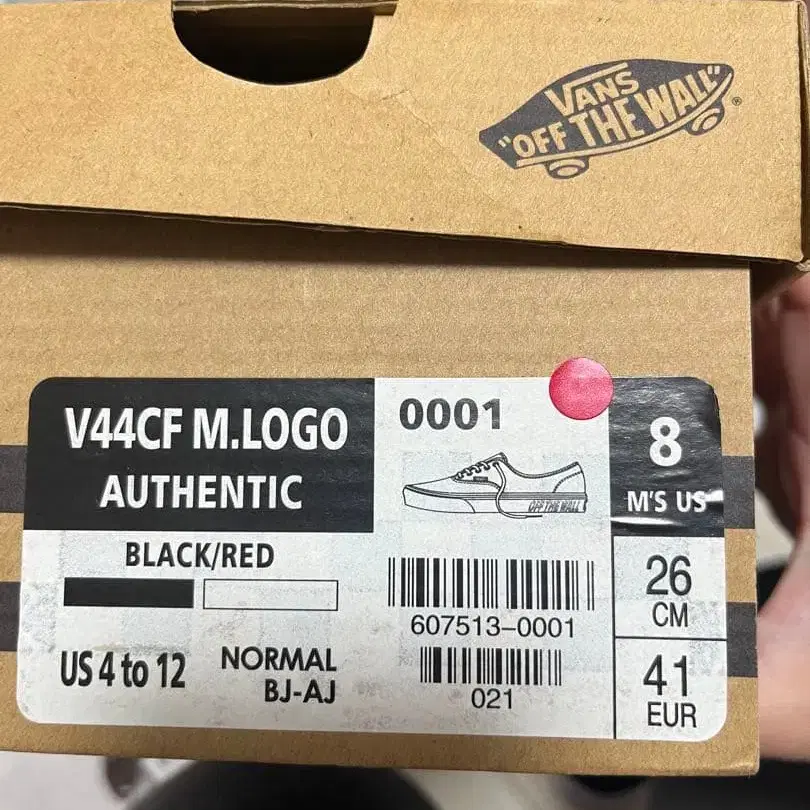 VANS
"OFF THE WALL"
®
V44CF M.LOGO
AUTHENTIC
BLACK/RED
US 4 to 12
NORMAL
BJ-AJ
0001
OFF THE WALL
607513-0001
021
8
M'S US
26
CM
41
EUR